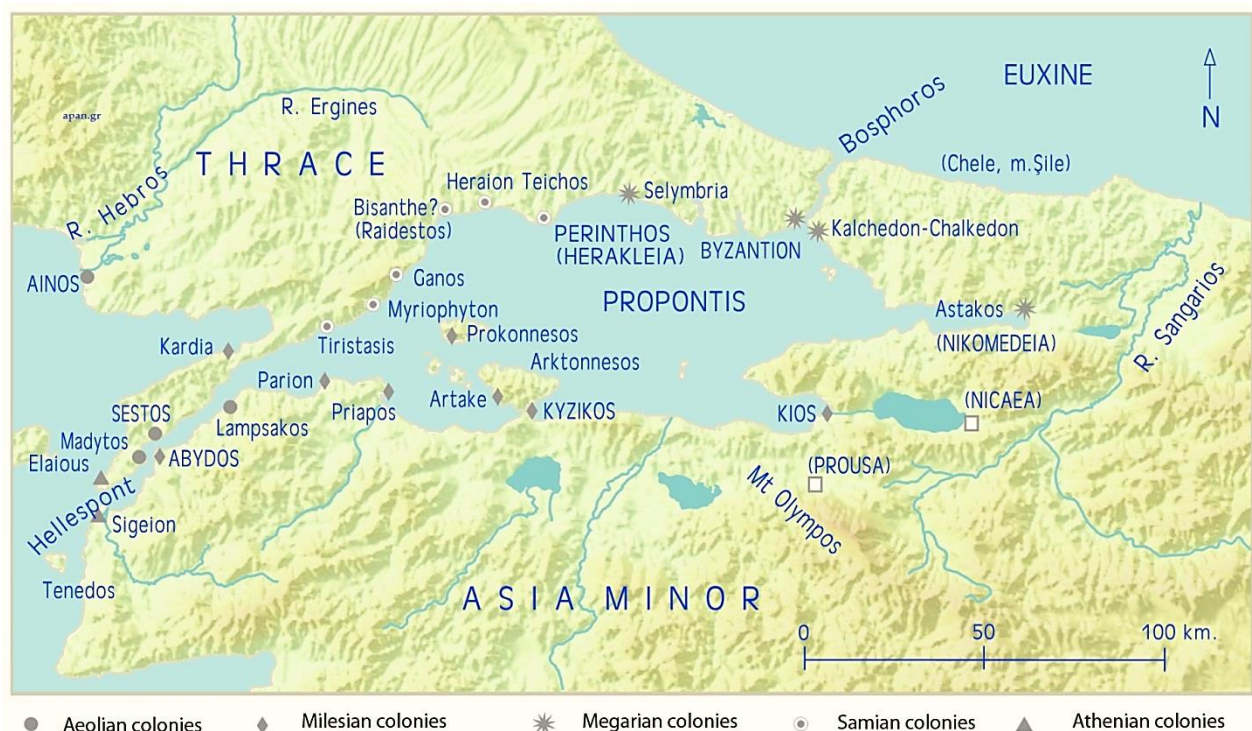 EUXINE
N
Bosphoros
(Chele, m.Şile)
apan.gr
R. Ergines
THRACE
R. Hebros
Heraion Teichos
Selymbria
Bisanthe?
(Raidestos)
PERINTHOS
(HERAKLEIA)
BYZANTION
Kalchedon-Chalkedon
AINOS
Ganos
Myriophyton
PROPONTIS
Astakos
(NIKOMEDEIA)
R. Sangarios
Kardia
Tiristasis
Prokonnesos
Arktonnesos
Parion
Priapos
Artake
KYZIKOS
KIOS
(NICAEA)
SESTOS
Lampsakos
Madytos
ABYDOS
Elaious
Hellespont
Sigeion
(PROUSA)
Mt Olympos
Tenedos
ASIA MINOR
0 50 100 km.
Aeolian colonies
Milesian colonies
Megarian colonies
Samian colonies
Athenian colonies